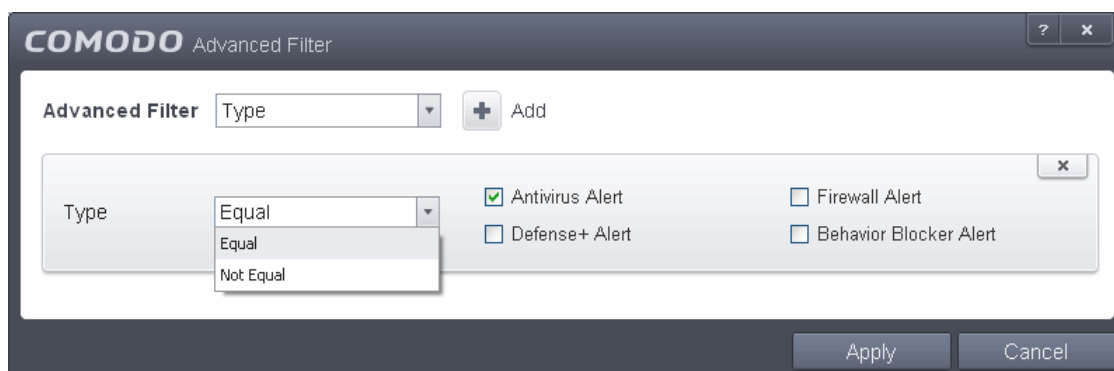 COMODO Advanced Filter
?
×
Advanced Filter Type + Add
×
Type Equal
Antivirus Alert Firewall Alert
Defense+ Alert Behavior Blocker Alert
Equal
Not Equal
Apply Cancel